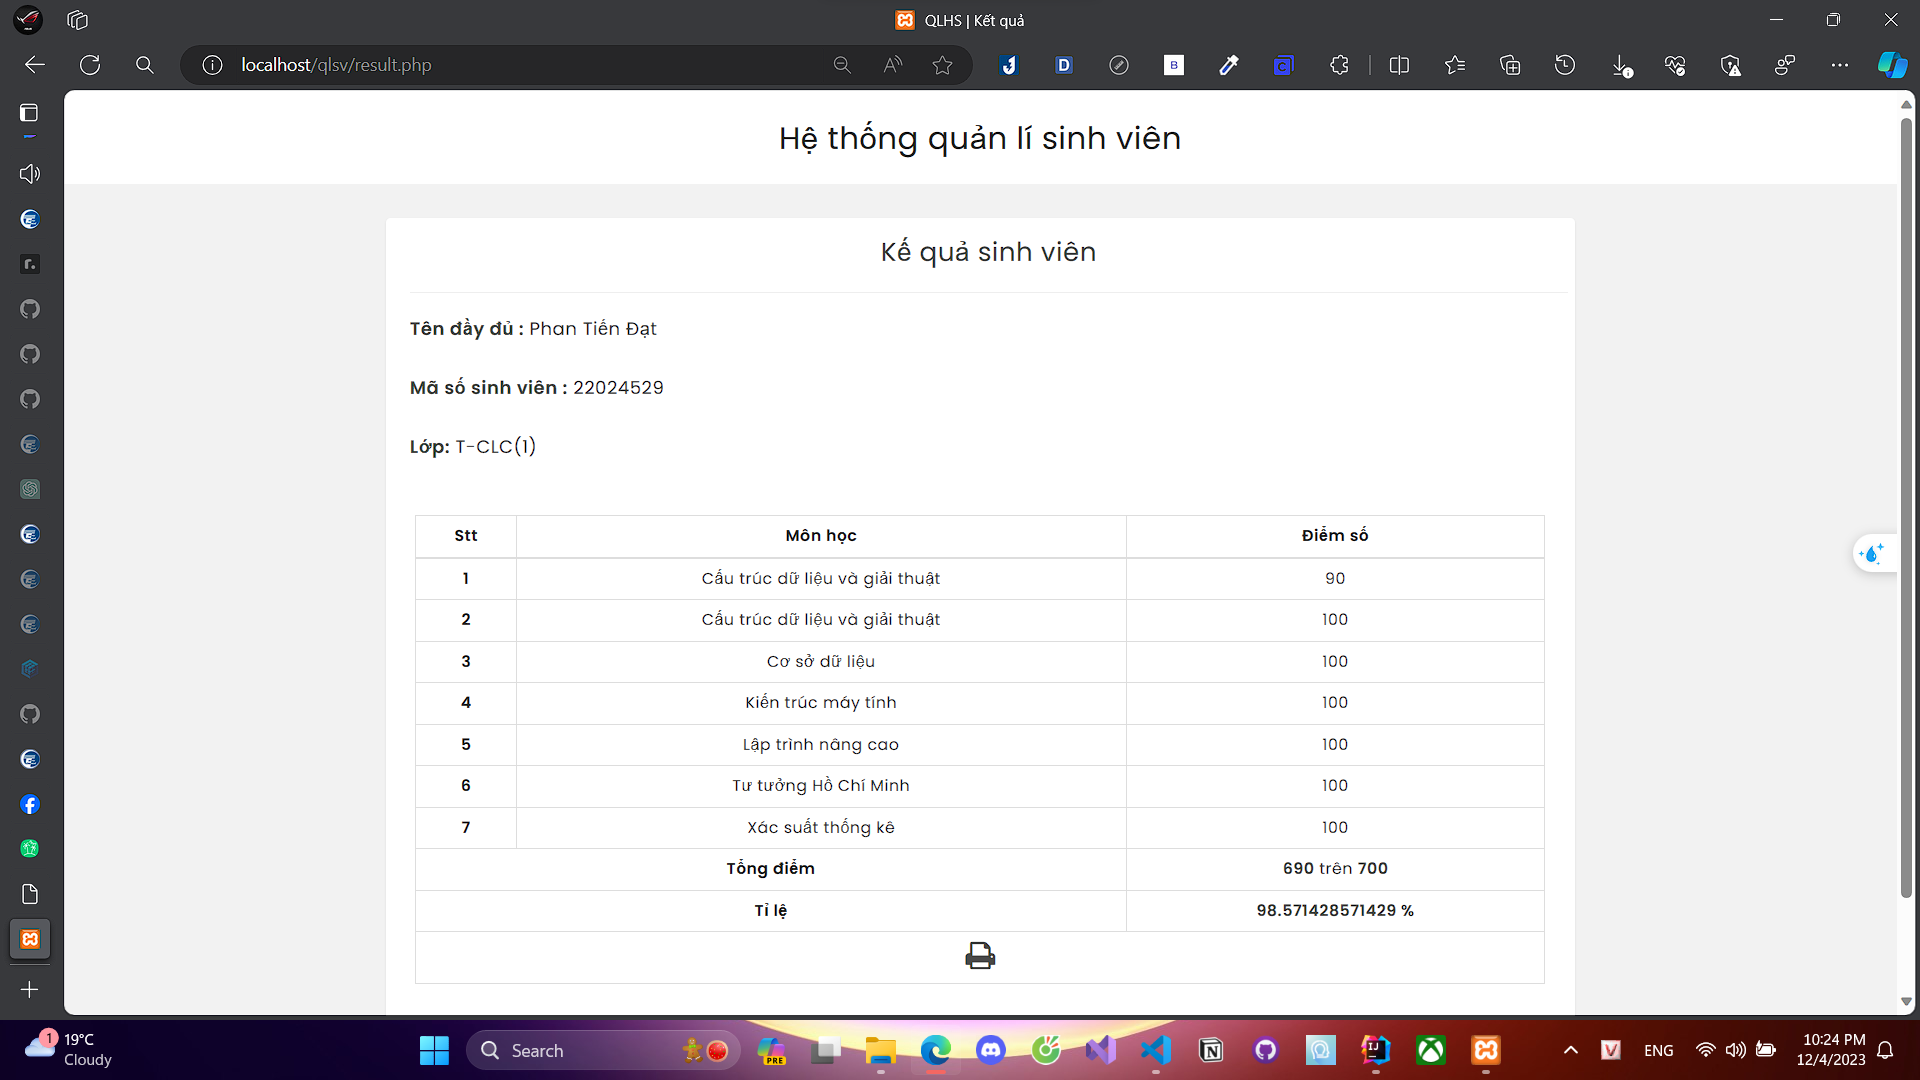 QLHS | Kết quả
localhost/qlsv/result.php
Hệ thống quản lí sinh viên
Kế quả sinh viên
Tên đầy đủ : Phan Tiến Đạt
Mã số sinh viên : 22024529
Lớp: T-CLC(1)
Stt Môn học Điểm số
1 Cấu trúc dữ liệu và giải thuật 90
2 Cấu trúc dữ liệu và giải thuật 100
3 Cơ sở dữ liệu 100
4 Kiến trúc máy tính 100
5 Lập trình nâng cao 100
6 Tư tưởng Hồ Chí Minh 100
7 Xác suất thống kê 100
Tổng điểm 690 trên 700
Tỉ lệ 98.571428571429 %
1 19°C
Cloudy
Search
PRE
ENG
10:24 PM
12/4/2023